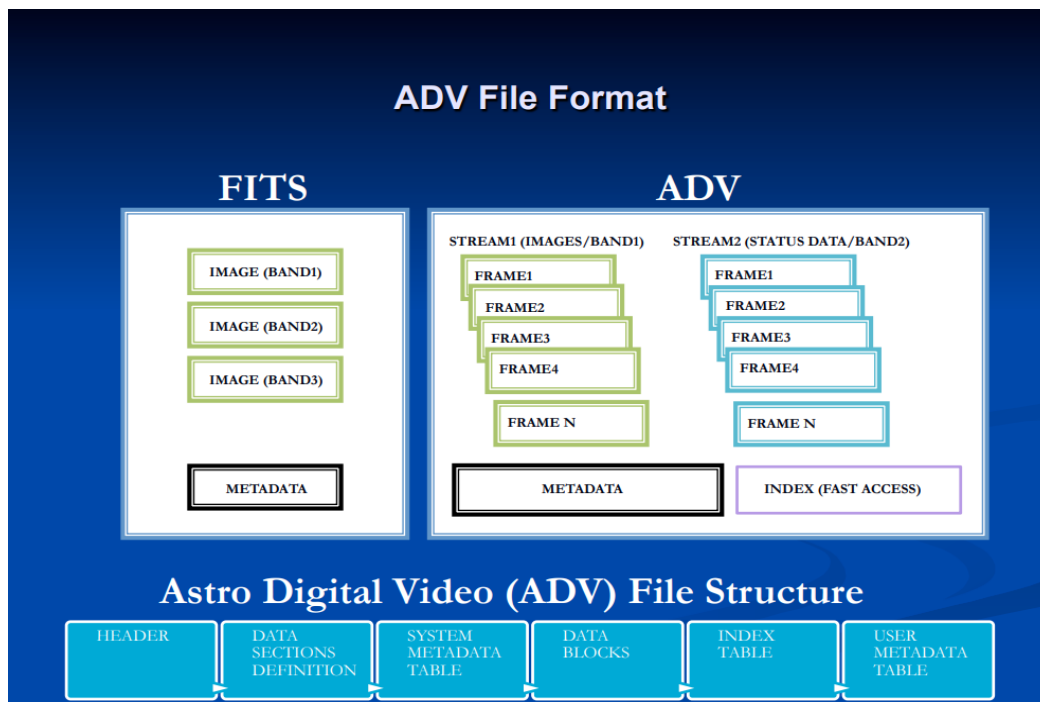 ADV File Format
FITS
IMAGE (BAND1)
IMAGE (BAND2)
IMAGE (BAND3)
METADATA
ADV
STREAM1 (IMAGES/BAND1)
FRAME1
FRAME2
FRAME3
FRAME4
FRAME N
STREAM2 (STATUS DATA/BAND2)
FRAME1
FRAME2
FRAME3
FRAME4
FRAME N
METADATA
INDEX (FAST ACCESS)
Astro Digital Video (ADV) File Structure
HEADER
DATA
SECTIONS
DEFINITION
SYSTEM
METADATA
TABLE
DATA
BLOCKS
INDEX
TABLE
USER
METADATA
TABLE